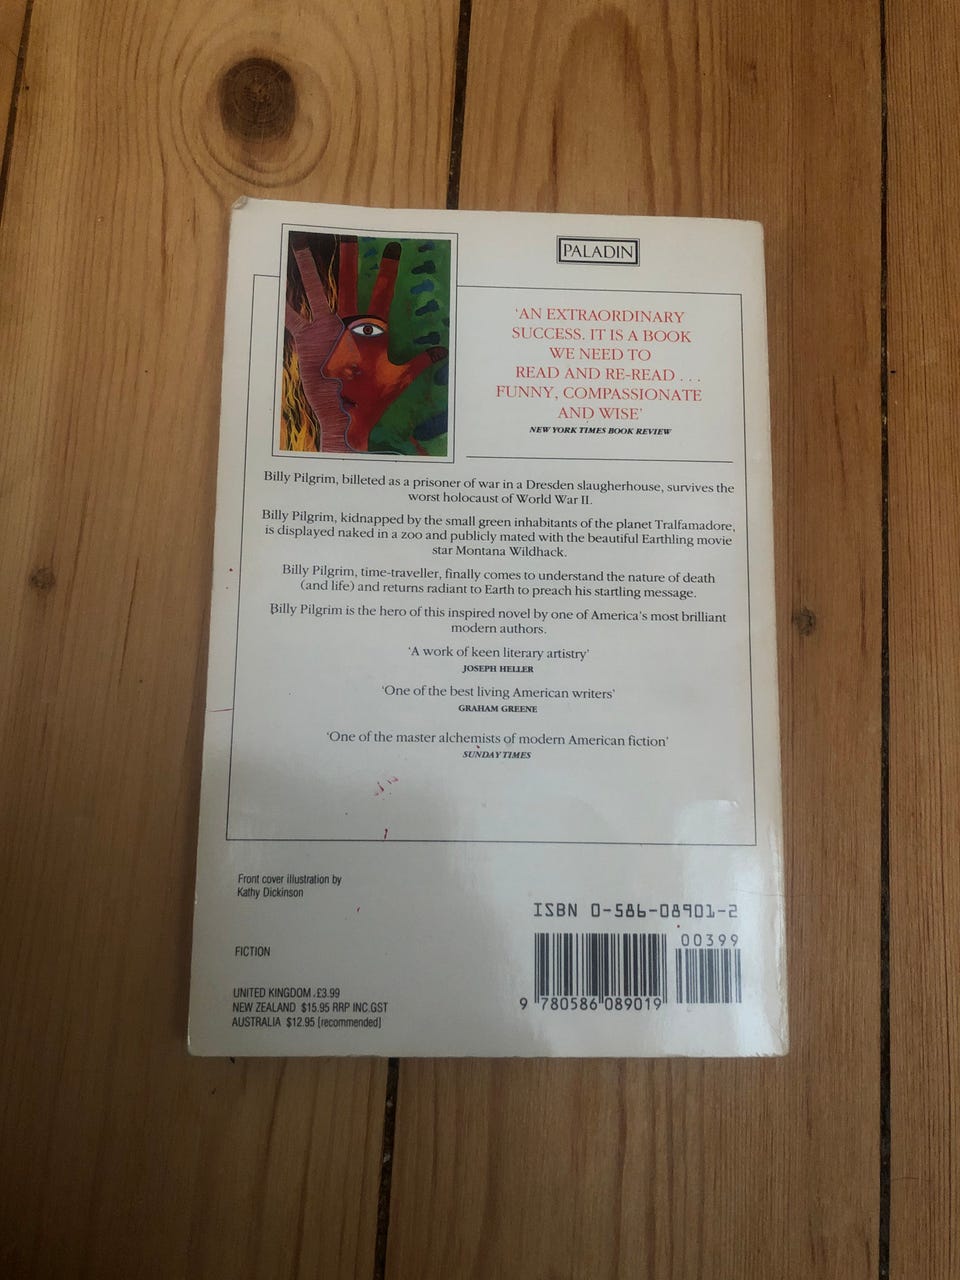 PALADIN
'AN EXTRAORDINARY
SUCCESS. IT IS A BOOK
WE NEED TO
READ AND RE-READ . . .
FUNNY, COMPASSIONATE
AND WISE'
NEW YORK TIMES BOOK REVIEW
Billy Pilgrim, billeted as a prisoner of war in a Dresden slaugherhouse, survives the
worst holocaust of World War II.
Billy Pilgrim, kidnapped by the small green inhabitants of the planet Tralfamadore,
is displayed naked in a zoo and publicly mated with the beautiful Earthling movie
star Montana Wildhack.
Billy Pilgrim, time-traveller, finally comes to understand the nature of death
(and life) and returns radiant to Earth to preach his startling message.
Billy Pilgrim is the hero of this inspired novel by one of America's most brilliant
modern authors.
'A work of keen literary artistry'
JOSEPH HELLER
'One of the best living American writers'
GRAHAM GREENE
'One of the master alchemists of modern American fiction'
SUNDAY TIMES
Front cover illustration by
Kathy Dickinson
FICTION
UNITED KINGDOM £3.99
NEW ZEALAND $15.95 RRP INC.GST
AUSTRALIA $12.95 [recommended]
ISBN 0-586-08901-2
00399
9 780586 089019